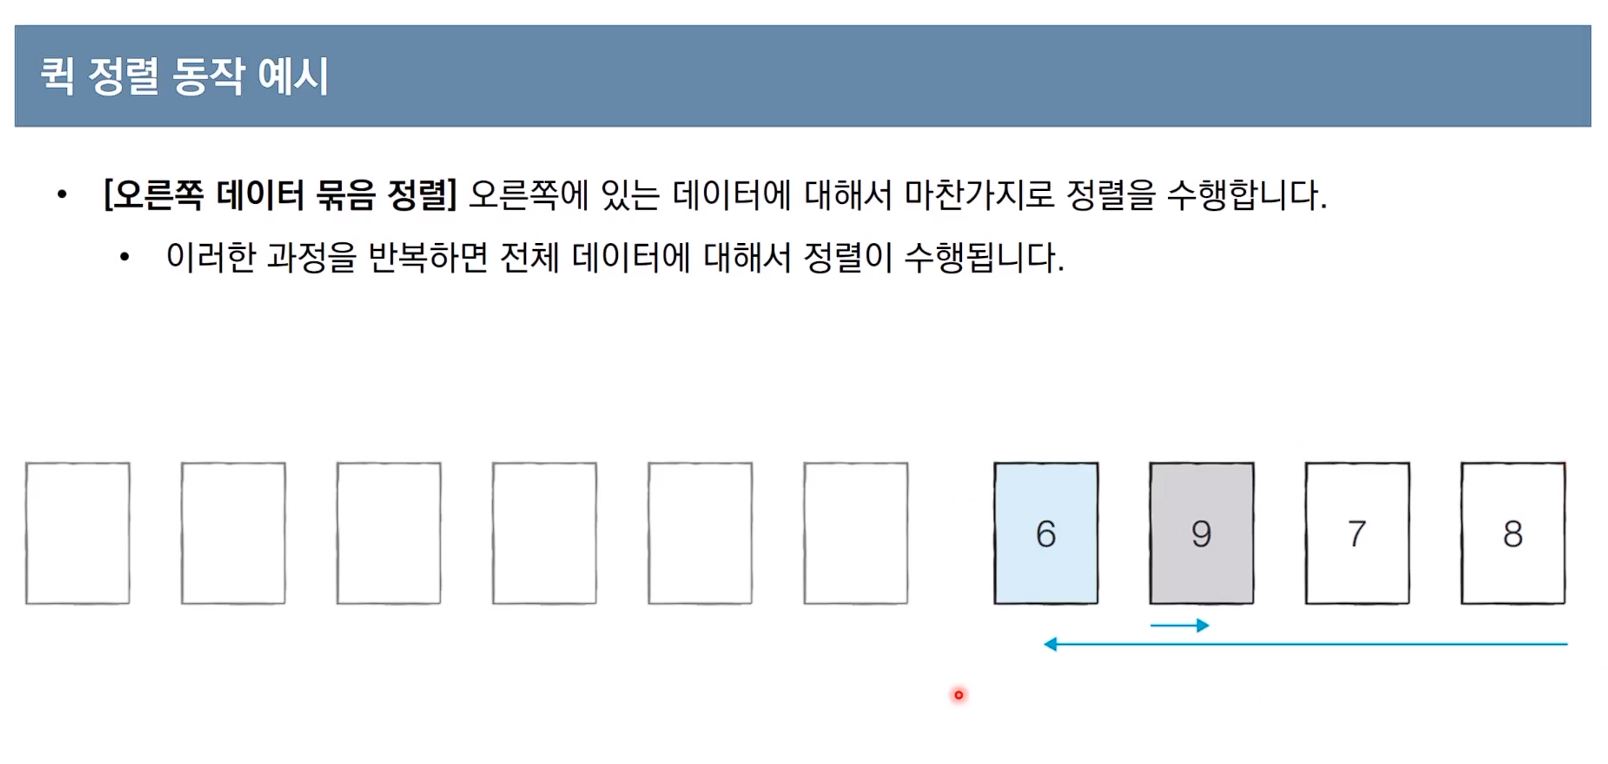 퀵 정렬 동작 예시
• [오른쪽 데이터 묶음 정렬] 오른쪽에 있는 데이터에 대해서 마찬가지로 정렬을 수행합니다.
• 이러한 과정을 반복하면 전체 데이터에 대해서 정렬이 수행됩니다.
6 9 7 8